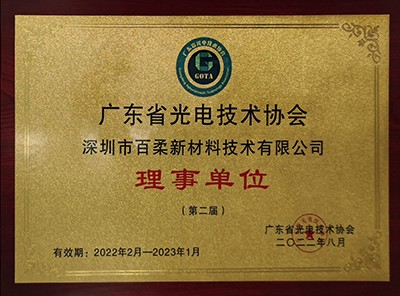 GOTA
广东省光电技术协会
深圳市百柔新材料技术有限公司
理事单位
（第二届）
广东省光电技术协会
二〇二二年八月
有效期：2022年2月—2023年1月